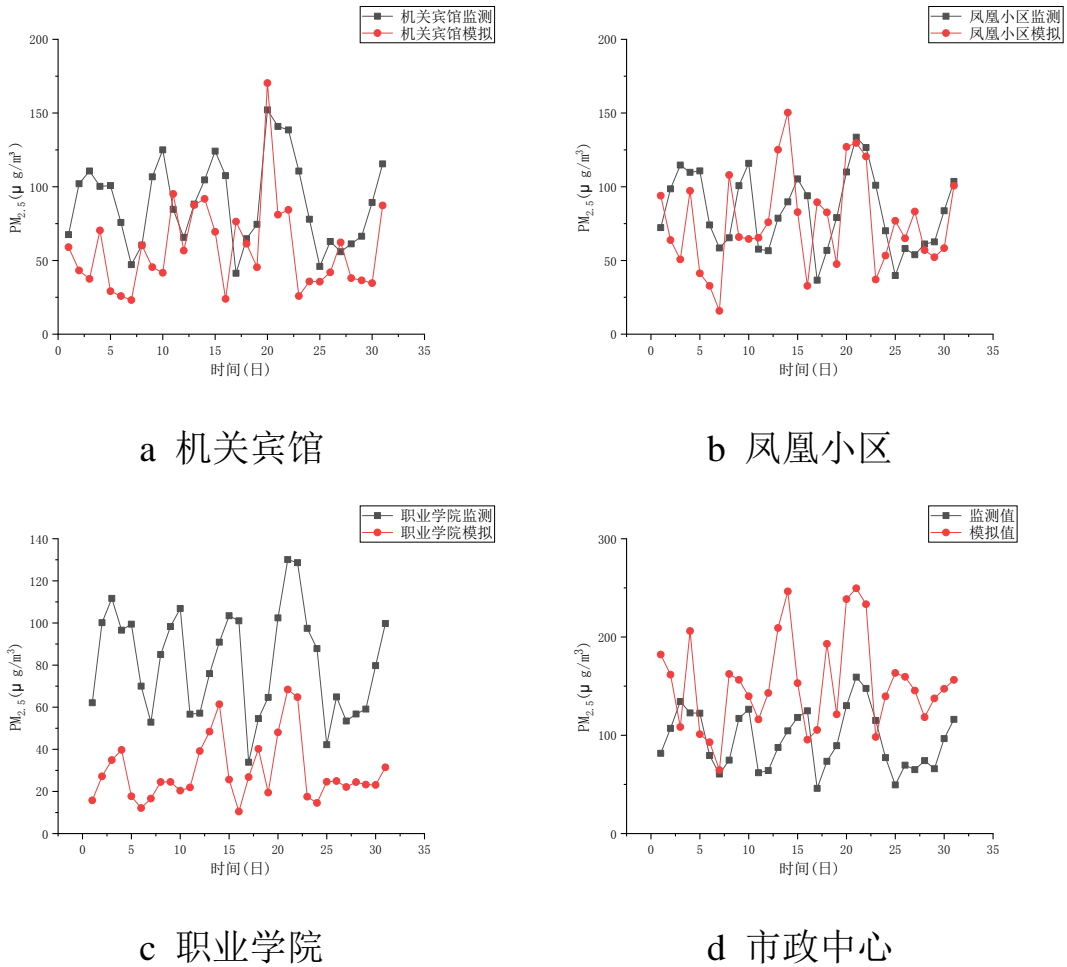 机关宾馆监测
机关宾馆模拟
200
150
100
50
0
PM2.5(μ g/m³)
0 5 10 15 20 25 30 35
时间(日)
a 机关宾馆
凤凰小区监测
凤凰小区模拟
200
150
100
50
0
PM2.5(μ g/m³)
0 5 10 15 20 25 30 35
时间(日)
b 凤凰小区
职业学院监测
职业学院模拟
140
120
100
80
60
40
20
0
PM2.5(μ g/m³)
0 5 10 15 20 25 30 35
时间(日)
c 职业学院
监测值
模拟值
300
200
100
0
PM2.5(μ g/m³)
0 5 10 15 20 25 30 35
时间(日)
d 市政中心